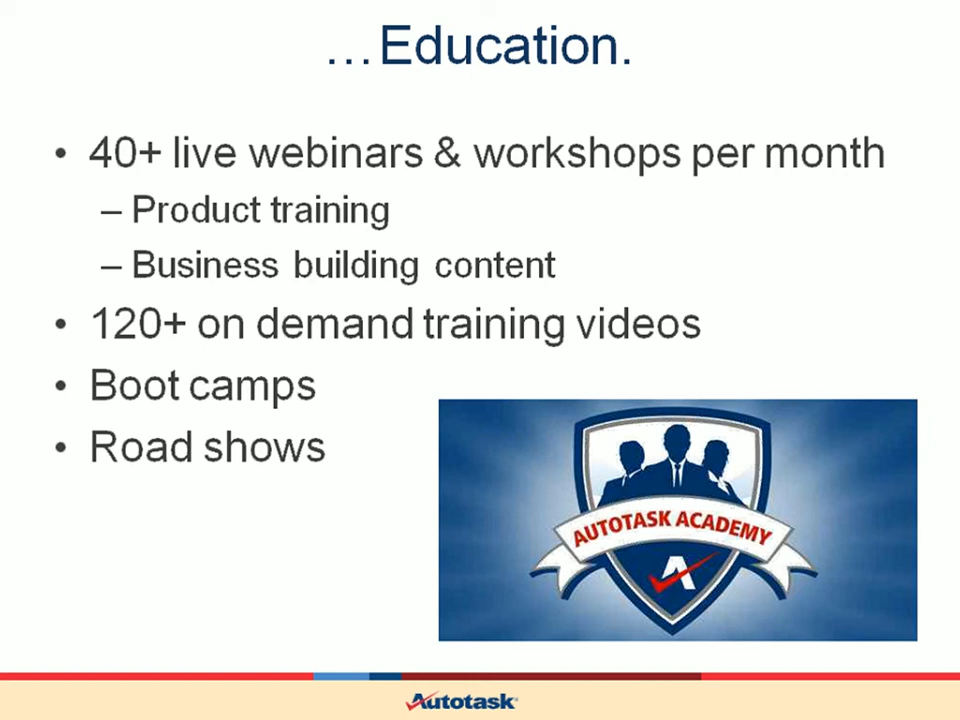 …Education.
• 40+ live webinars & workshops per month
– Product training
– Business building content
• 120+ on demand training videos
• Boot camps
• Road shows
AUTOTASK ACADEMY
A
Autotask